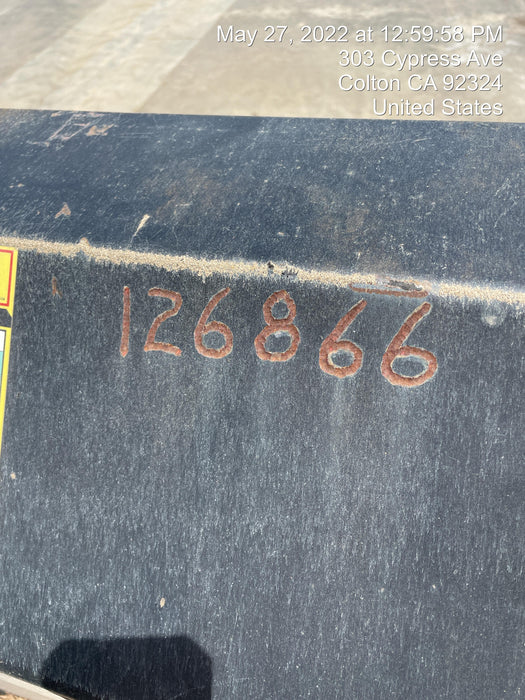 May 27, 2022 at 12:59:58 PM
303 Cypress Ave
Colton CA 92324
United States
126866